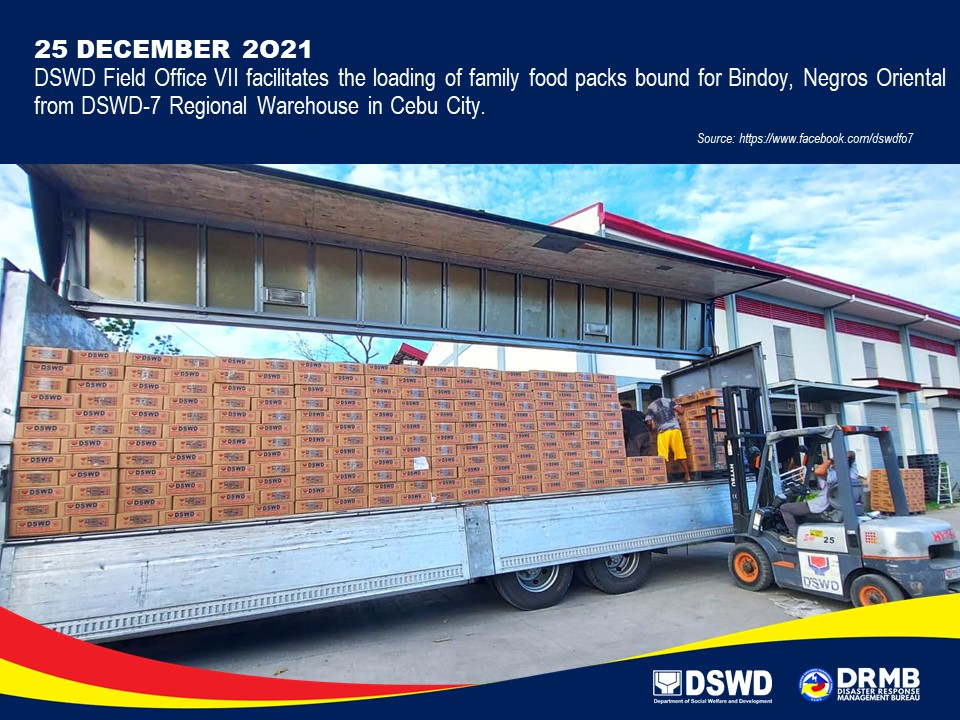 25 DECEMBER 2O21
DSWD Field Office VII facilitates the loading of family food packs bound for Bindoy, Negros Oriental
from DSWD-7 Regional Warehouse in Cebu City.
Source: https://www.facebook.com/dswdfo7
DSWD
25
DSWD
DSWD
Department of Social Welfare and Development
DRMB
DISASTER RESPONSE
MANAGEMENT BUREAU